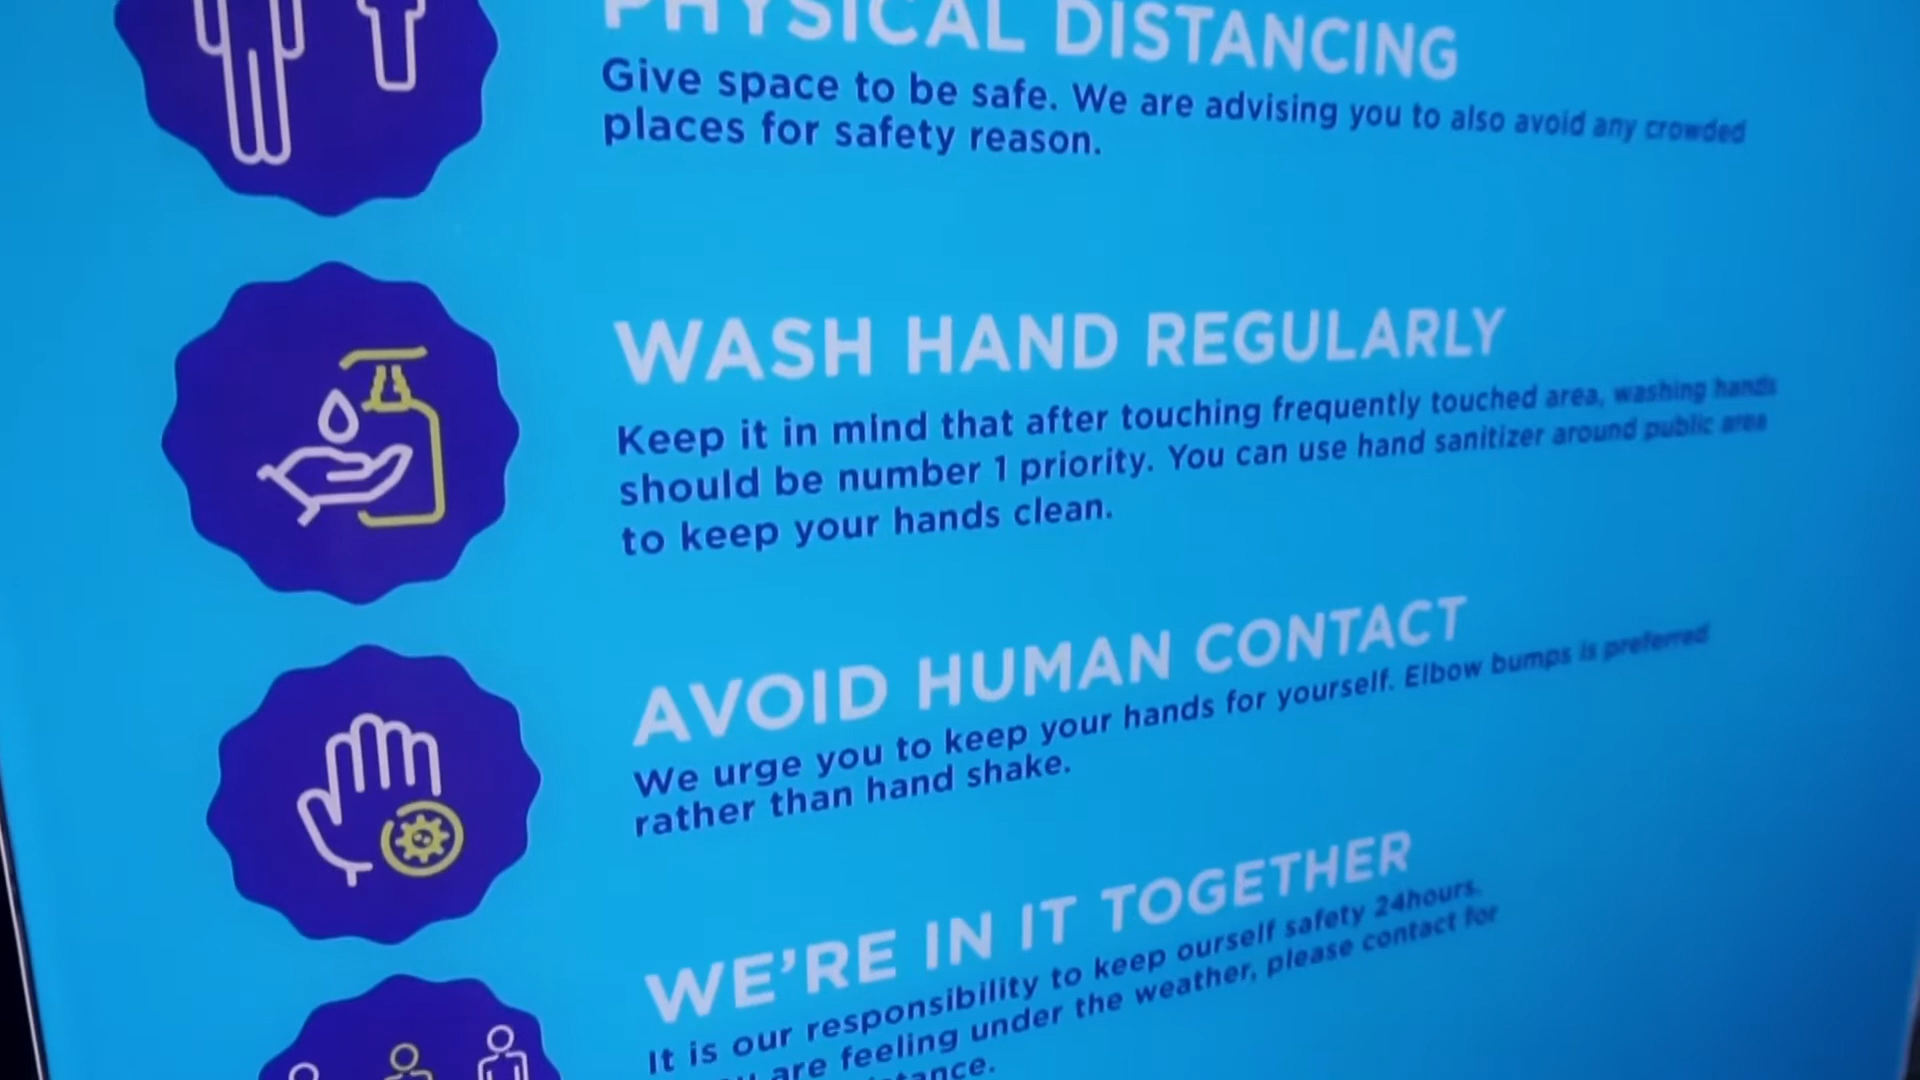 PHYSICAL DISTANCING
Give space to be safe. We are advising you to also avoid any crowded
places for safety reason.
WASH HAND REGULARLY
Keep it in mind that after touching frequently touched area, washing hands
should be number 1 priority. You can use hand sanitizer around public area
to keep your hands clean.
AVOID HUMAN CONTACT
We urge you to keep your hands for yourself. Elbow bumps is preferred
rather than hand shake.
WE'RE IN IT TOGETHER
It is our responsibility to keep ourself safety 24hours.
are feeling under the weather, please contact for